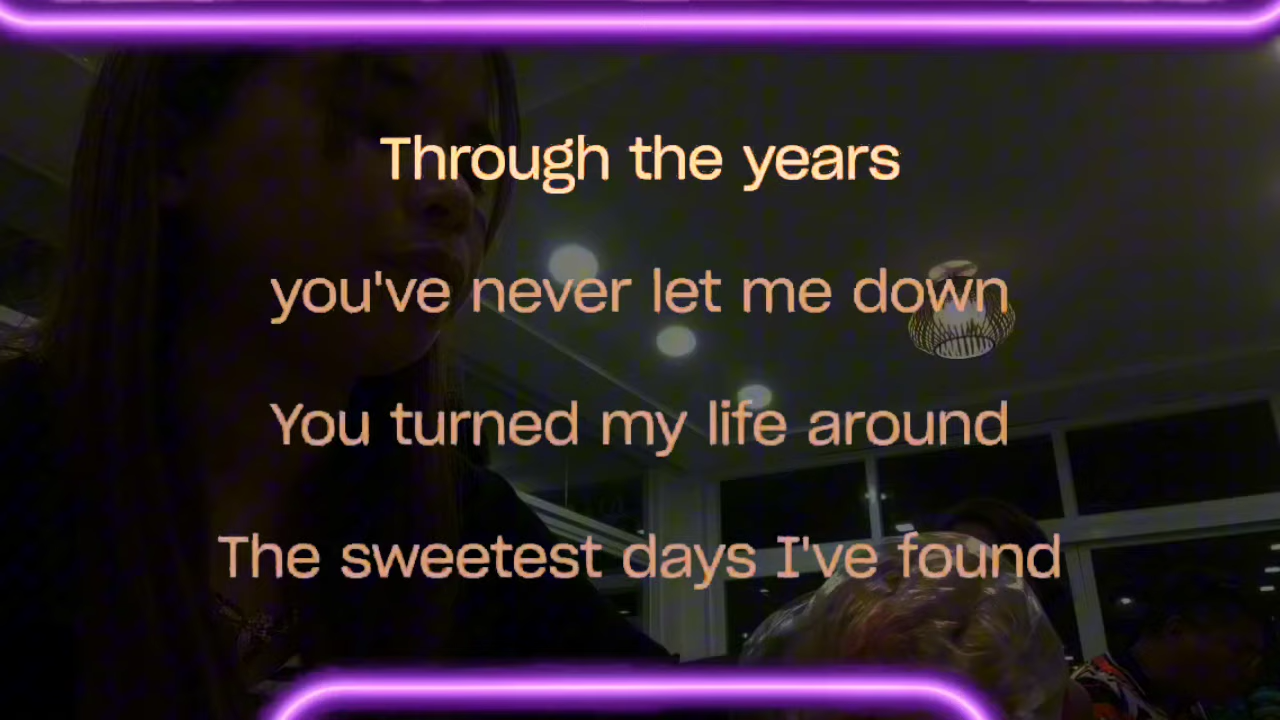 Through the years
you've never let me down
You turned my life around
The sweetest days I've found